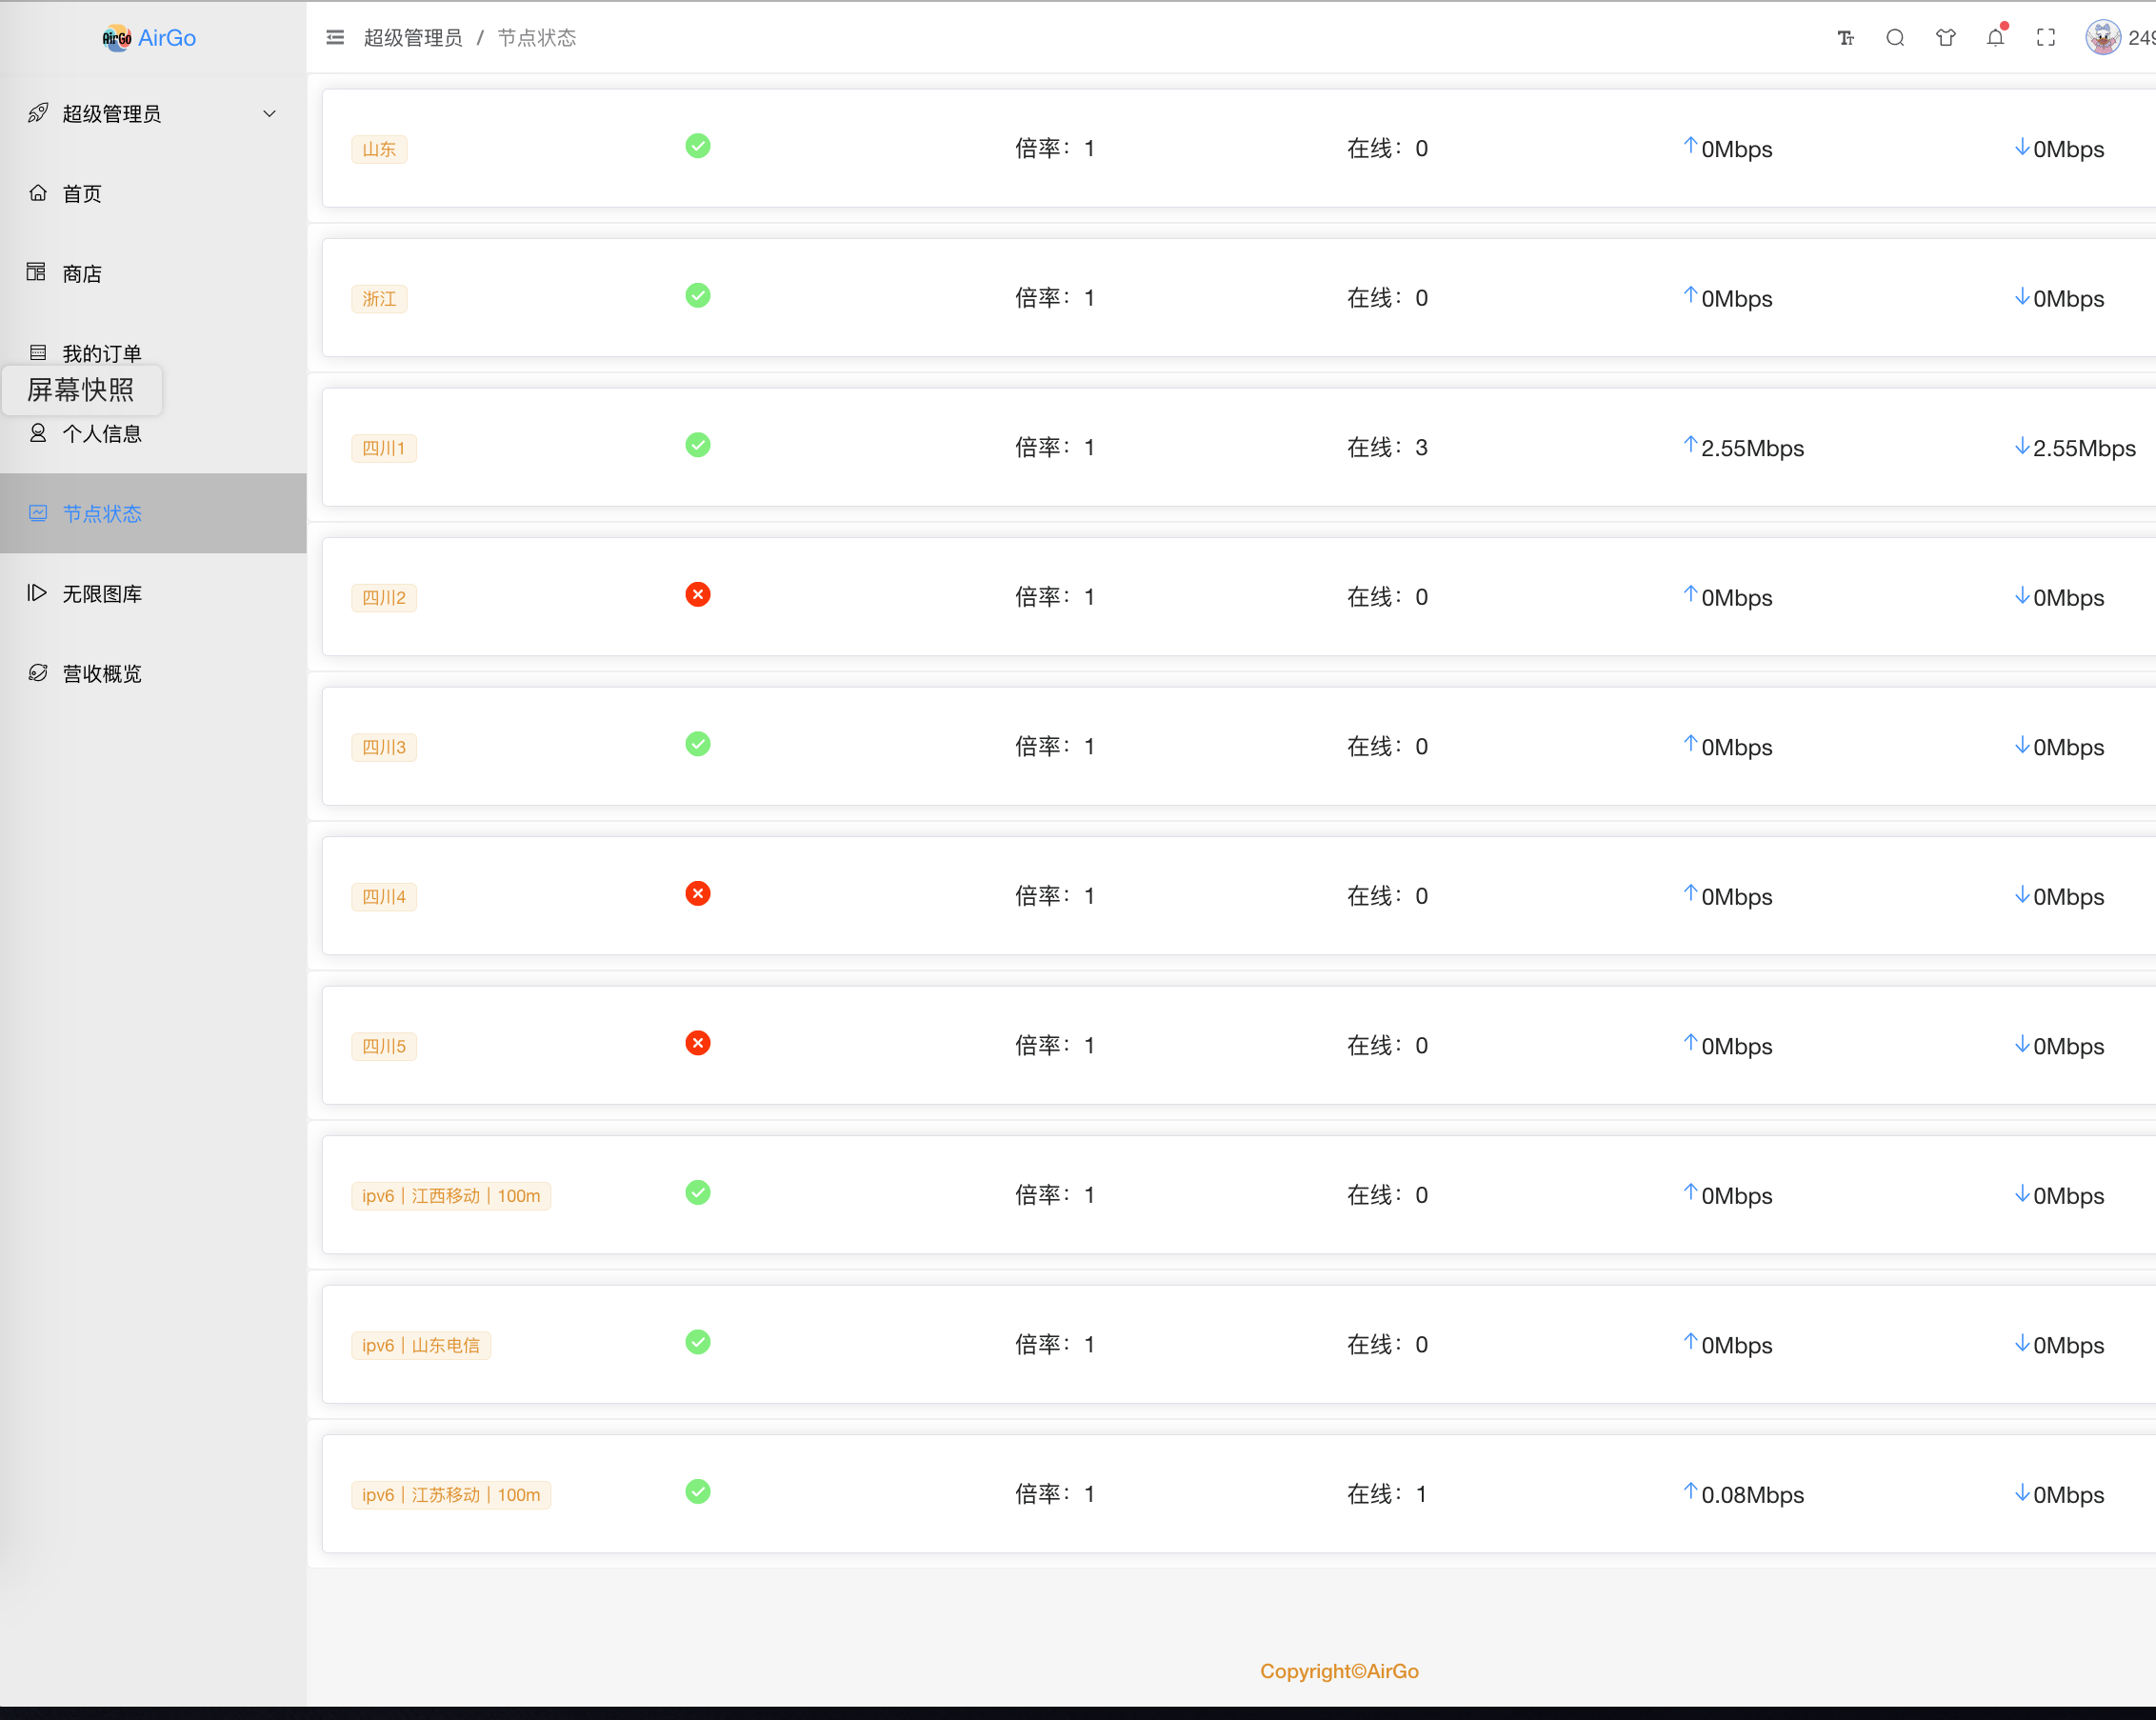 AirGo AirGo
超级管理员 / 节点状态
249
超级管理员
首页
商店
我的订单
屏幕快照
个人信息
节点状态
无限图库
营收概览
山东 倍率：1 在线：0 0Mbps 0Mbps
浙江 倍率：1 在线：0 0Mbps 0Mbps
四川1 倍率：1 在线：3 2.55Mbps 2.55Mbps
四川2 倍率：1 在线：0 0Mbps 0Mbps
四川3 倍率：1 在线：0 0Mbps 0Mbps
四川4 倍率：1 在线：0 0Mbps 0Mbps
四川5 倍率：1 在线：0 0Mbps 0Mbps
ipv6｜江西移动｜100m 倍率：1 在线：0 0Mbps 0Mbps
ipv6｜山东电信 倍率：1 在线：0 0Mbps 0Mbps
ipv6｜江苏移动｜100m 倍率：1 在线：1 0.08Mbps 0Mbps
Copyright©AirGo